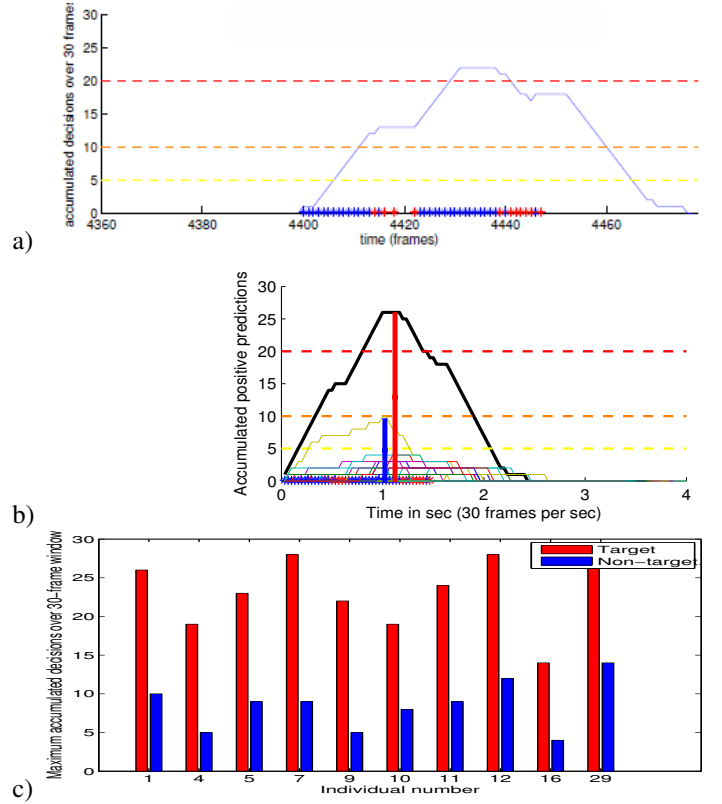 30
25
20
15
10
5
0
accumulated decisions over 30 frames
4360 4380 4400 4420 4440 4460
time (frames)
a)
30
25
20
15
10
5
0
Accumulated positive predictions
0 1 2 3 4
Time in sec (30 frames per sec)
b)
30
25
20
15
10
5
0
Maximum accumulated decisions over 30-frame window
Target
Non-target
1 4 5 7 9 10 11 12 16 29
Individual number
c)